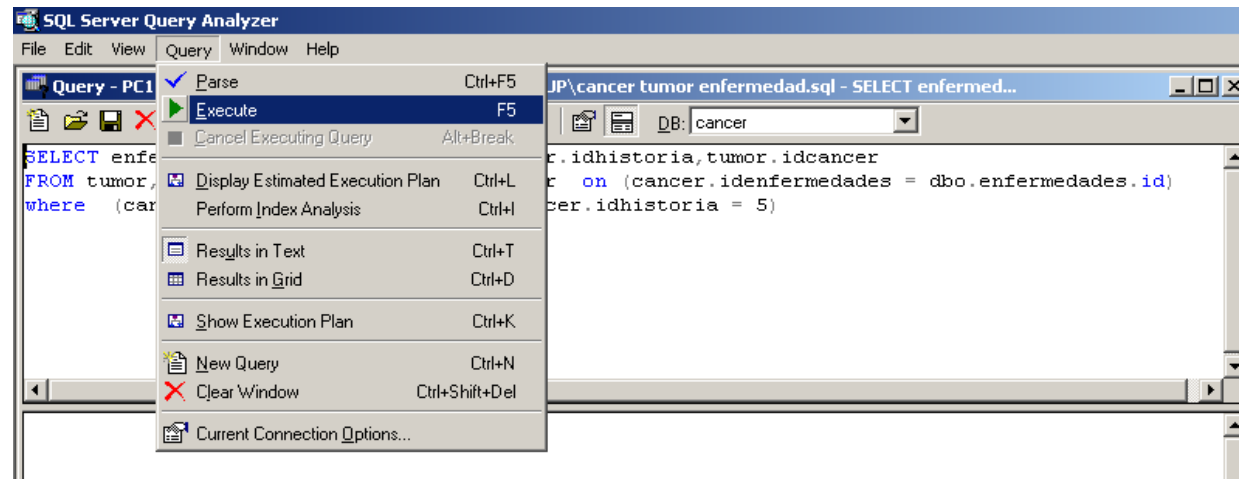 SQL Server Query Analyzer
File Edit View Query Window Help
Query - PC1
JP\cancer tumor enfermedad.sql - SELECT enfermed...
DB: cancer
Parse Ctrl+F5
Execute F5
Cancel Executing Query Alt+Break
Display Estimated Execution Plan Ctrl+L
Perform Index Analysis Ctrl+I
Results in Text Ctrl+T
Results in Grid Ctrl+D
Show Execution Plan Ctrl+K
New Query Ctrl+N
Clear Window Ctrl+Shift+Del
Current Connection Options...
SELECT enfe r.idhistoria,tumor.idcancer
FROM tumor, r on (cancer.idenfermedades = dbo.enfermedades.id)
where (car cer.idhistoria = 5)